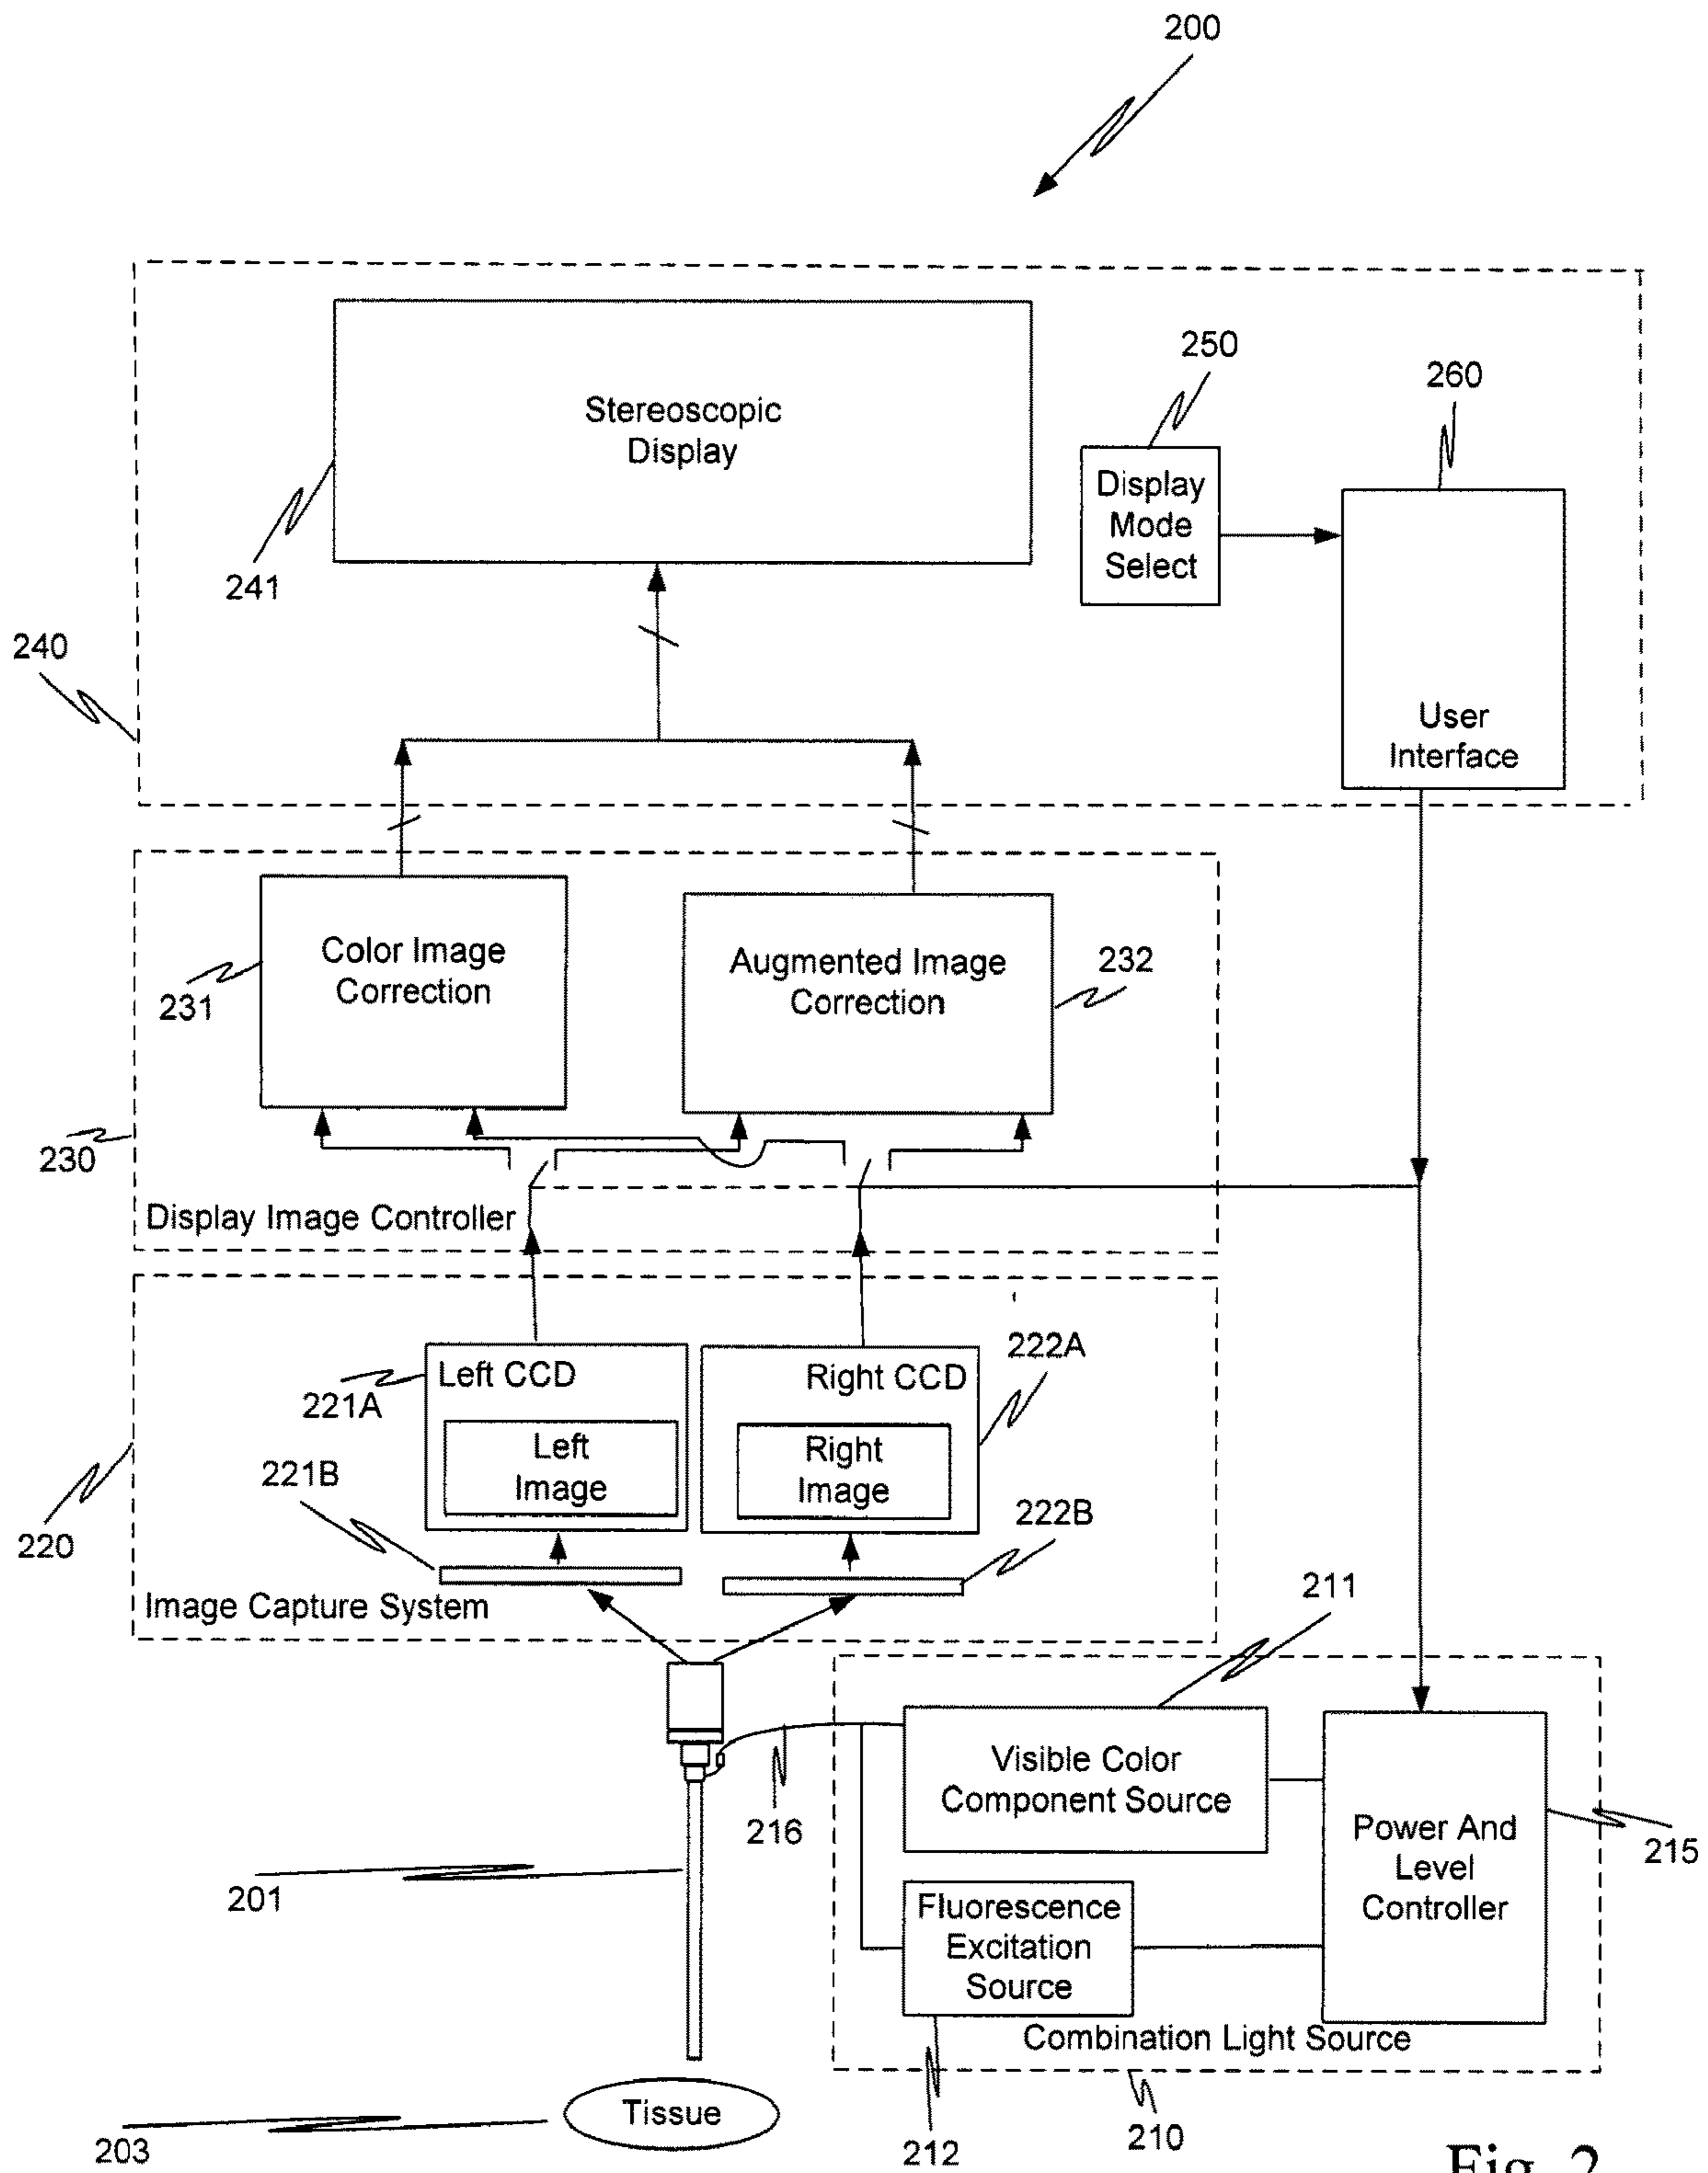 200
250
260
Stereoscopic
Display
Display
Mode
Select
241
240
User
Interface
Color Image
Correction
231
Augmented Image
Correction
232
230
Display Image Controller
Left CCD
221A
Right CCD
222A
Left
Image
Right
Image
221B
222B
220
Image Capture System
211
Visible Color
Component Source
216
Power And
Level
Controller
215
201
Fluorescence
Excitation
Source
Combination Light Source
Tissue
203
212
210
Fig. 2